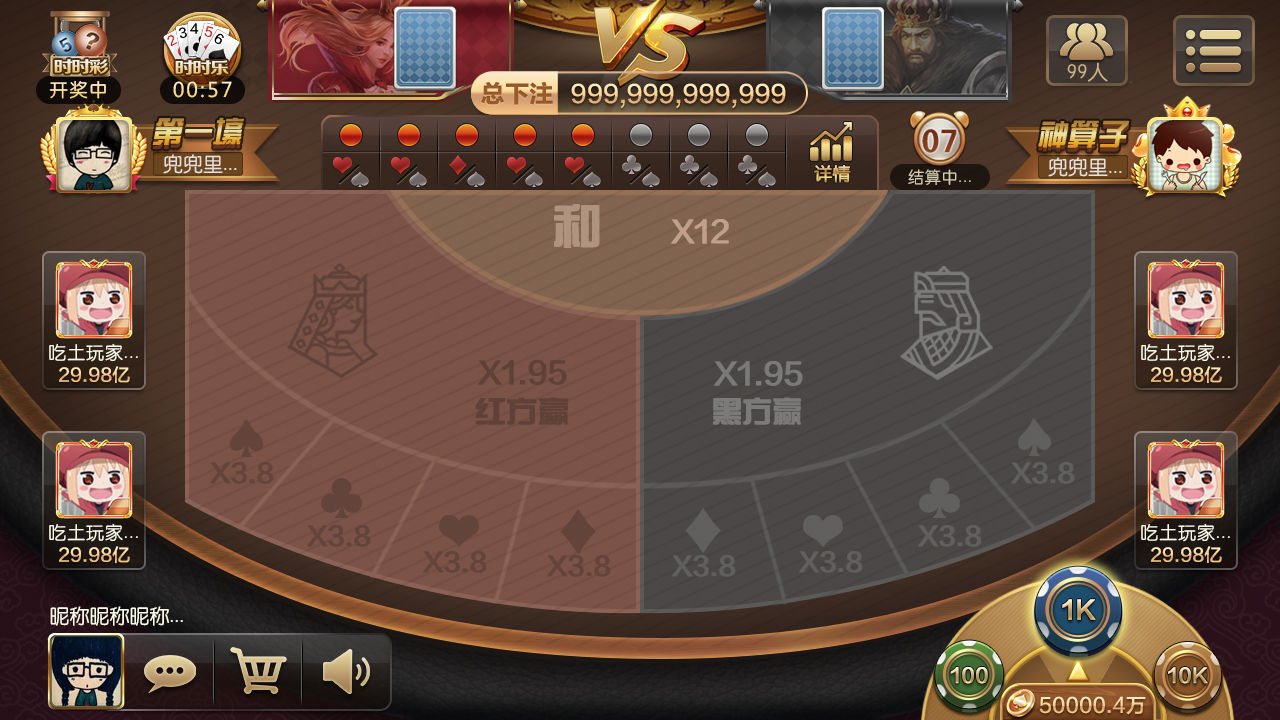 时时彩
开奖中
2 3 4 5 6
时时乐
00:57
5 ?
VS
总下注 999,999,999,999
99人
第一壕
兜兜里...
详情
07
结算中...
神算子
兜兜里...
和 X12
吃土玩家...
29.98亿
吃土玩家...
29.98亿
X1.95
红方赢
X1.95
黑方赢
X3.8
X3.8
X3.8
X3.8
X3.8
X3.8
X3.8
X3.8
吃土玩家...
29.98亿
吃土玩家...
29.98亿
昵称昵称昵称...
1K
100
10K
50000.4万